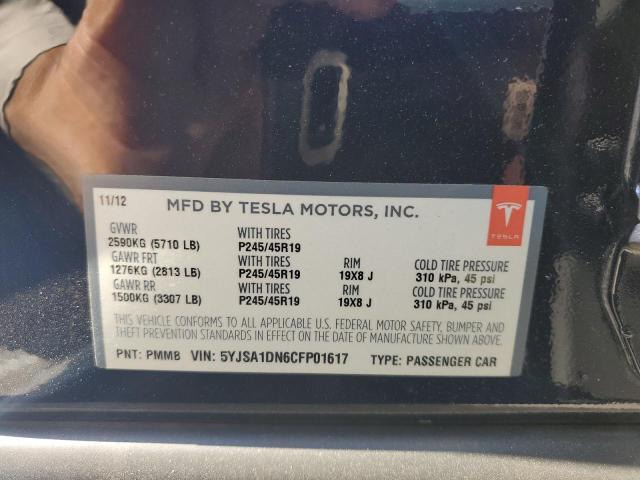 11/12
MFD BY TESLA MOTORS, INC.
TESLA
GVWR WITH TIRES
2590KG (5710 LB) P245/45R19
GAWR FRT WITH TIRES RIM COLD TIRE PRESSURE
1276KG (2813 LB) P245/45R19 19X8 J 310 kPa, 45 psi
GAWR RR WITH TIRES RIM COLD TIRE PRESSURE
1500KG (3307 LB) P245/45R19 19X8 J 310 kPa, 45 psi
THIS VEHICLE CONFORMS TO ALL APPLICABLE U.S. FEDERAL MOTOR SAFETY, BUMPER AND
THEFT PREVENTION STANDARDS IN EFFECT ON THE DATE OF MANUFACTURE SHOWN ABOVE.
PNT: PMMB VIN: 5YJSA1DN6CFP01617 TYPE: PASSENGER CAR